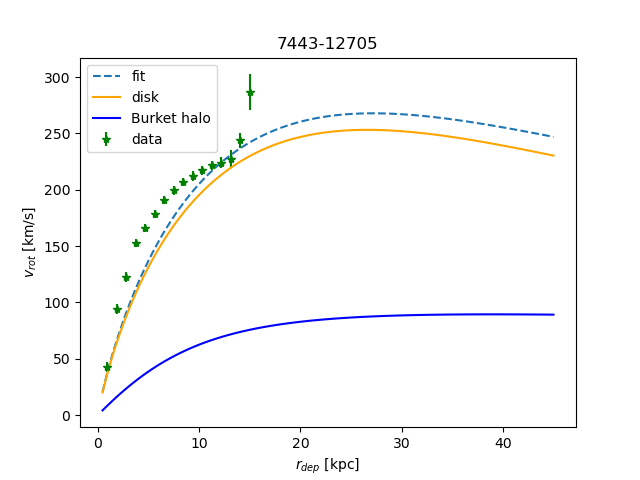 7443-12705
fit
disk
Burket halo
data
300
250
200
150
100
50
0
v_rot [km/s]
0 10 20 30 40
r_dep [kpc]